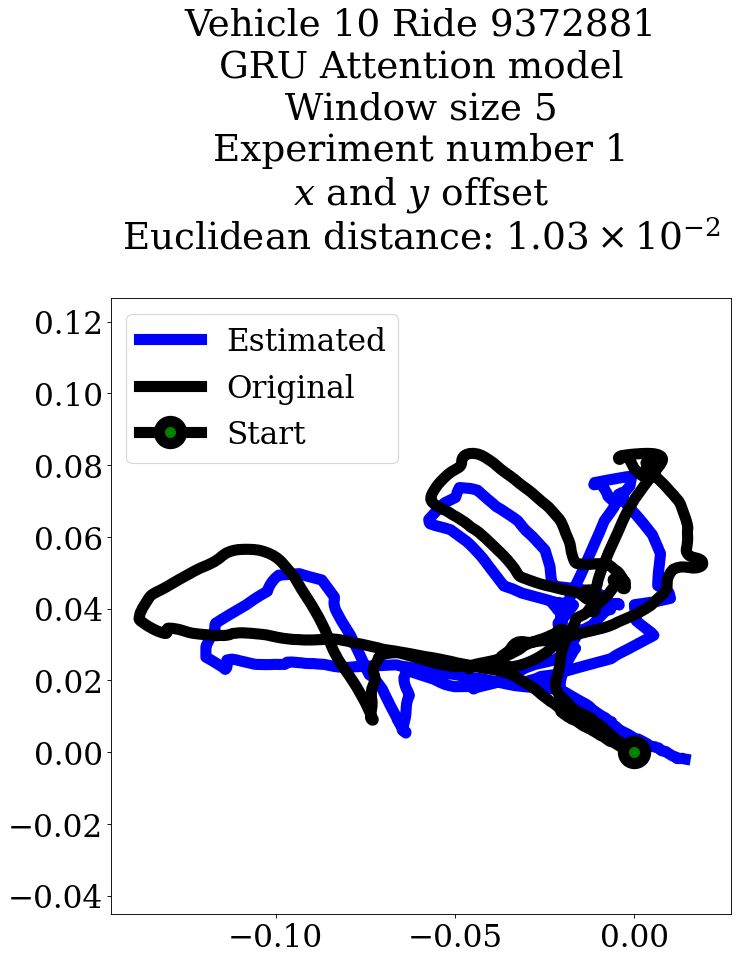 Vehicle 10 Ride 9372881
GRU Attention model
Window size 5
Experiment number 1
x and y offset
Euclidean distance: 1.03 × 10⁻²
Estimated
Original
Start
0.12
0.10
0.08
0.06
0.04
0.02
0.00
−0.02
−0.04
−0.10
−0.05
0.00